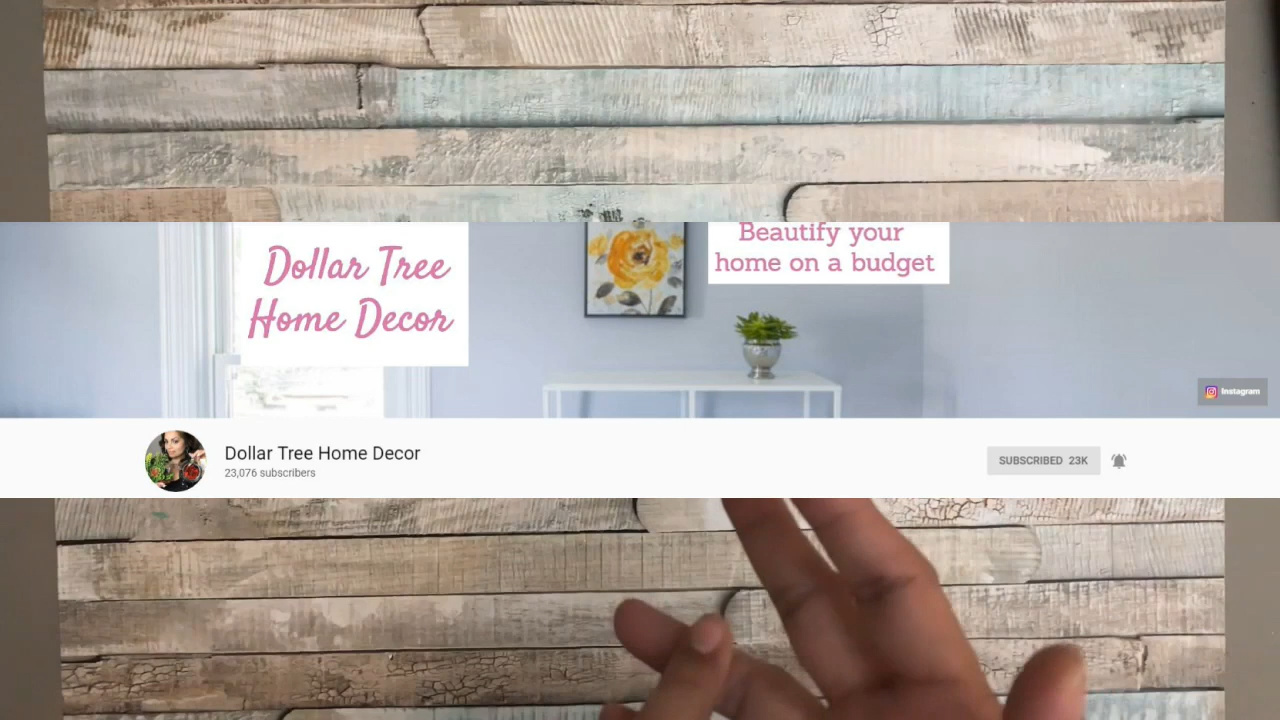 Dollar Tree
Home Decor
Beautify your
home on a budget
Instagram
Dollar Tree Home Decor
23,076 subscribers
SUBSCRIBED 23K